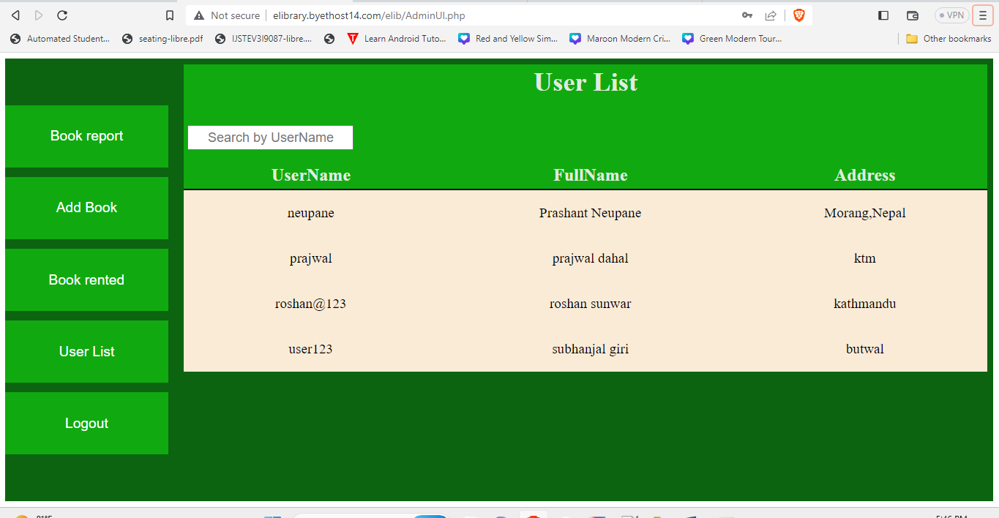 Not secure elibrary.byethost14.com/elib/AdminUI.php VPN
Automated Student... seating-libre.pdf IJSTEV3I9087-libre.... Learn Android Tuto... Red and Yellow Sim... Maroon Modern Cri... Green Modern Tour... Other bookmarks
User List
Book report
Search by UserName
UserName FullName Address
Add Book
neupane Prashant Neupane Morang,Nepal
prajwal prajwal dahal ktm
Book rented
roshan@123 roshan sunwar kathmandu
user123 subhanjal giri butwal
User List
Logout